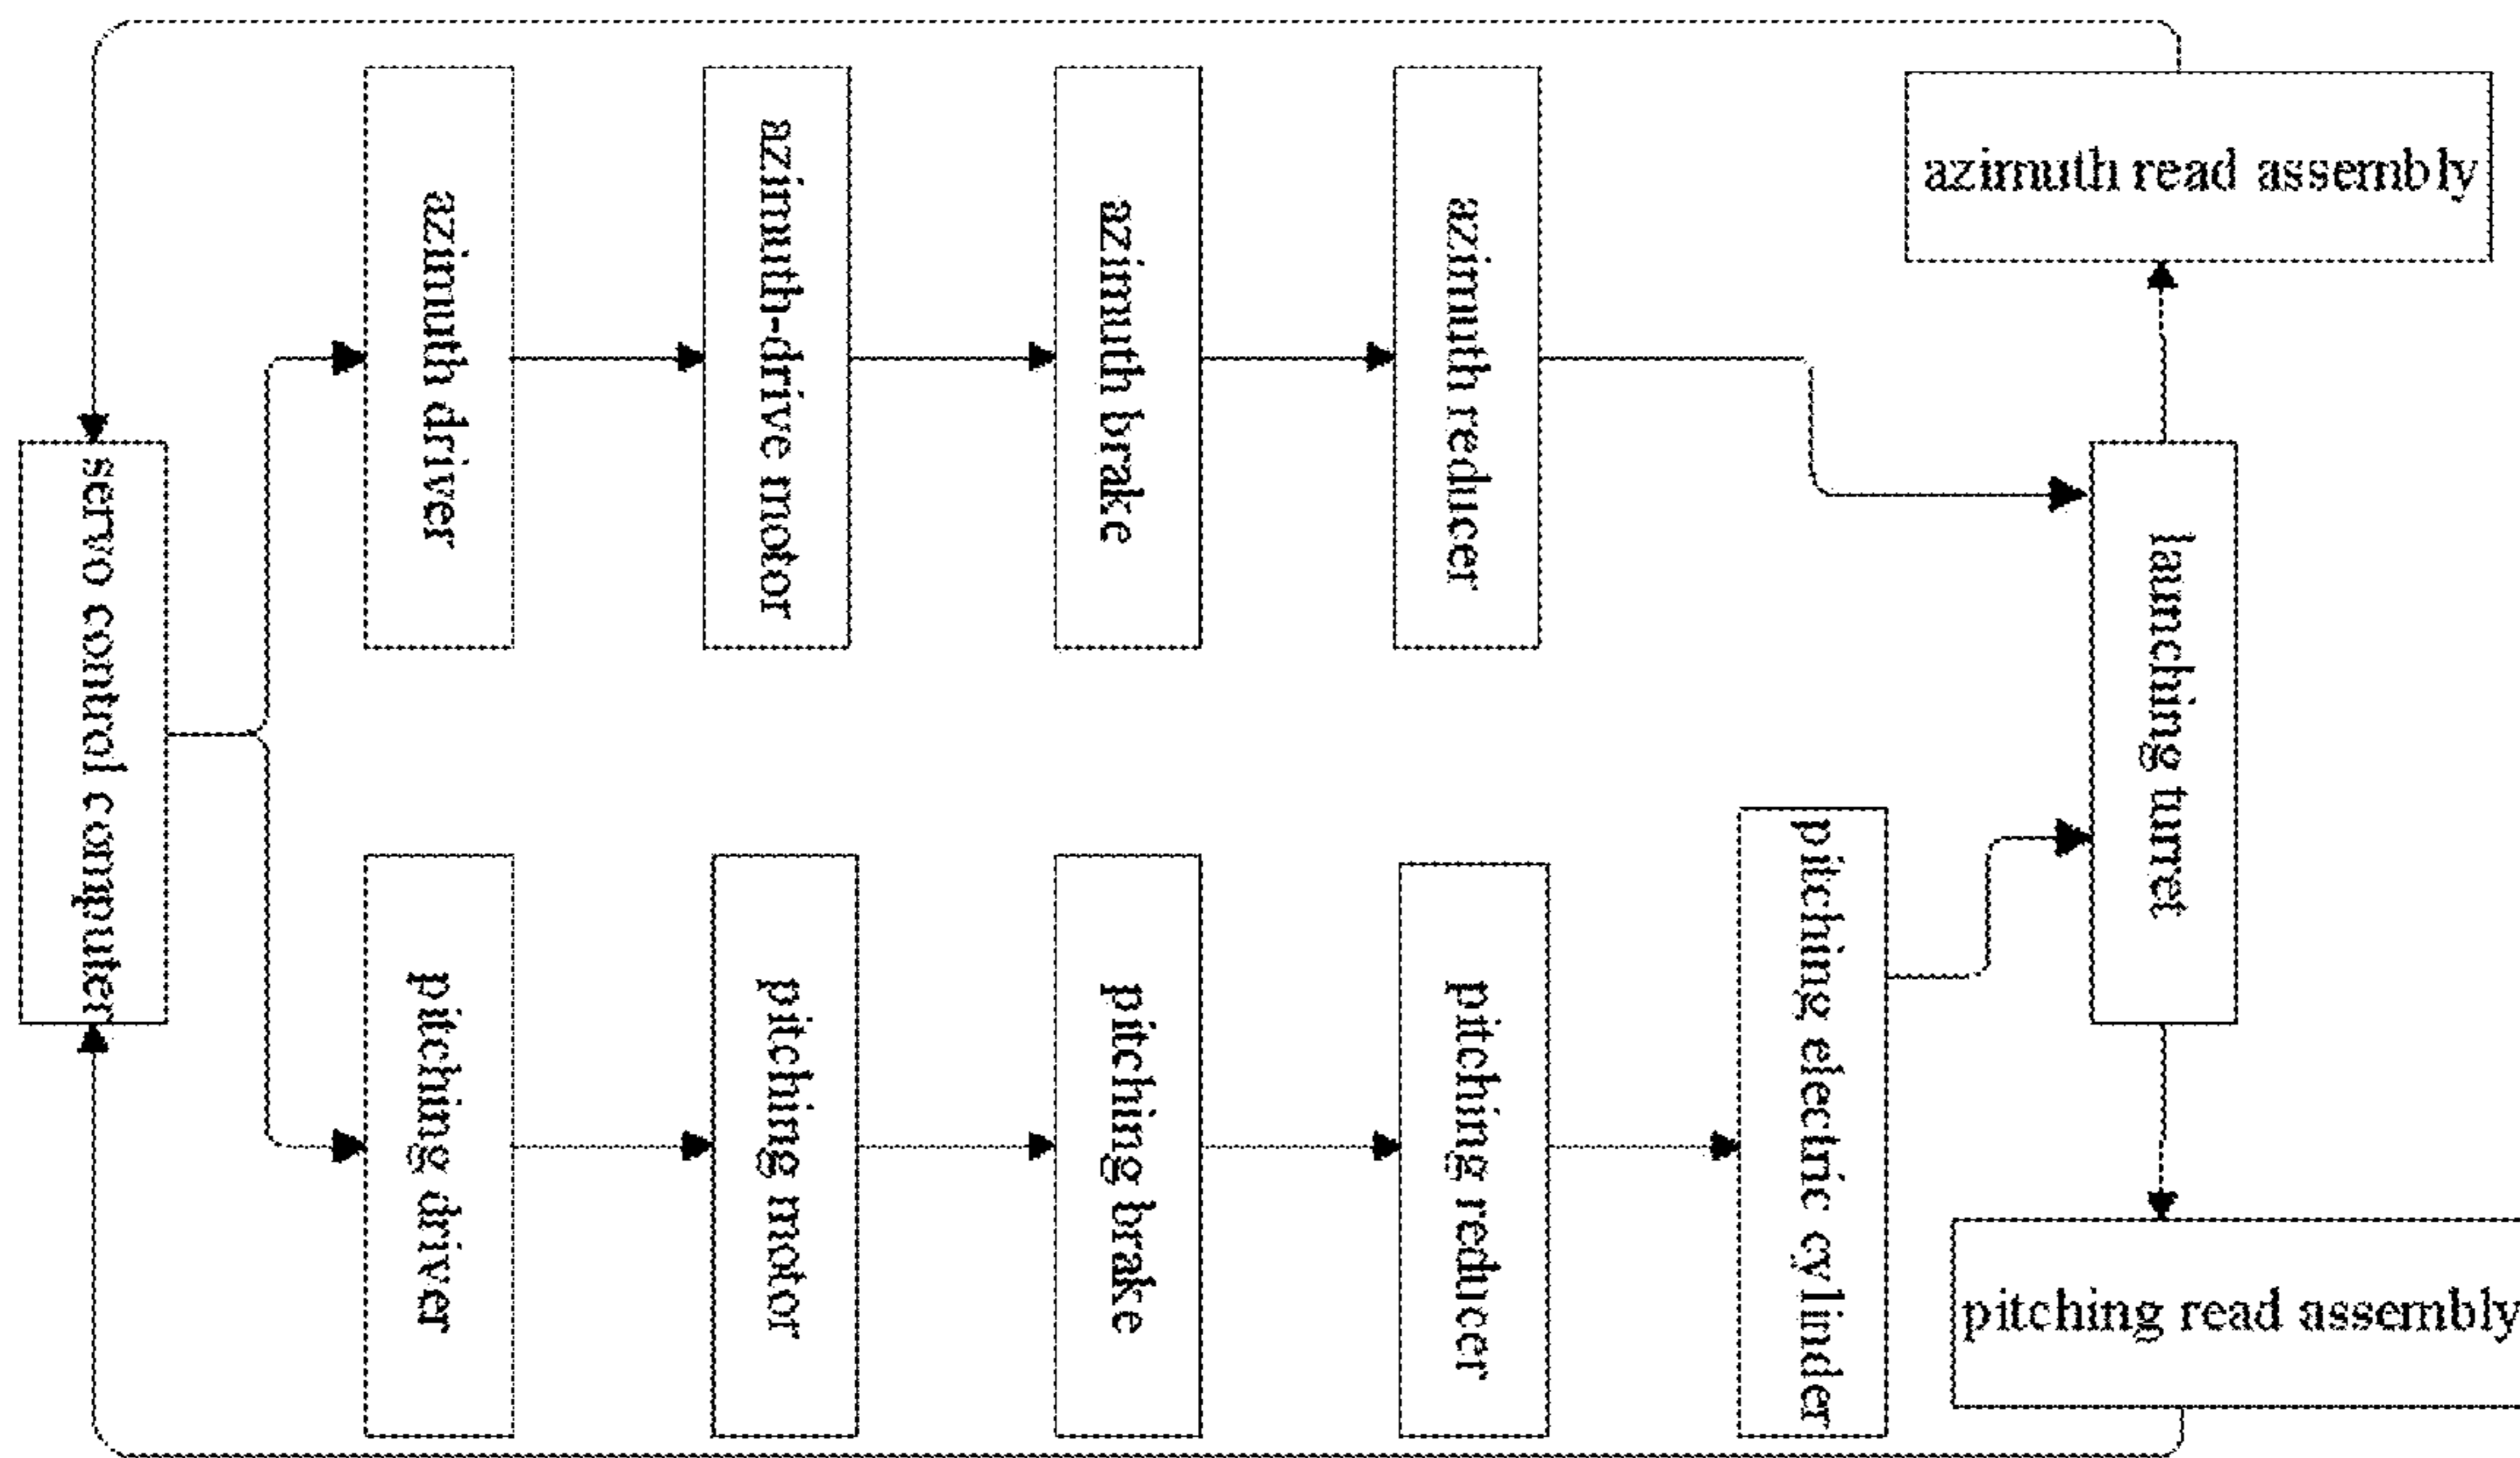 azimuth read assembly
servo control computer
azimuth driver
azimuth-drive motor
azimuth brake
azimuth reducer
launching turret
pitching driver
pitching motor
pitching brake
pitching reducer
pitching electric cylinder
pitching read assembly